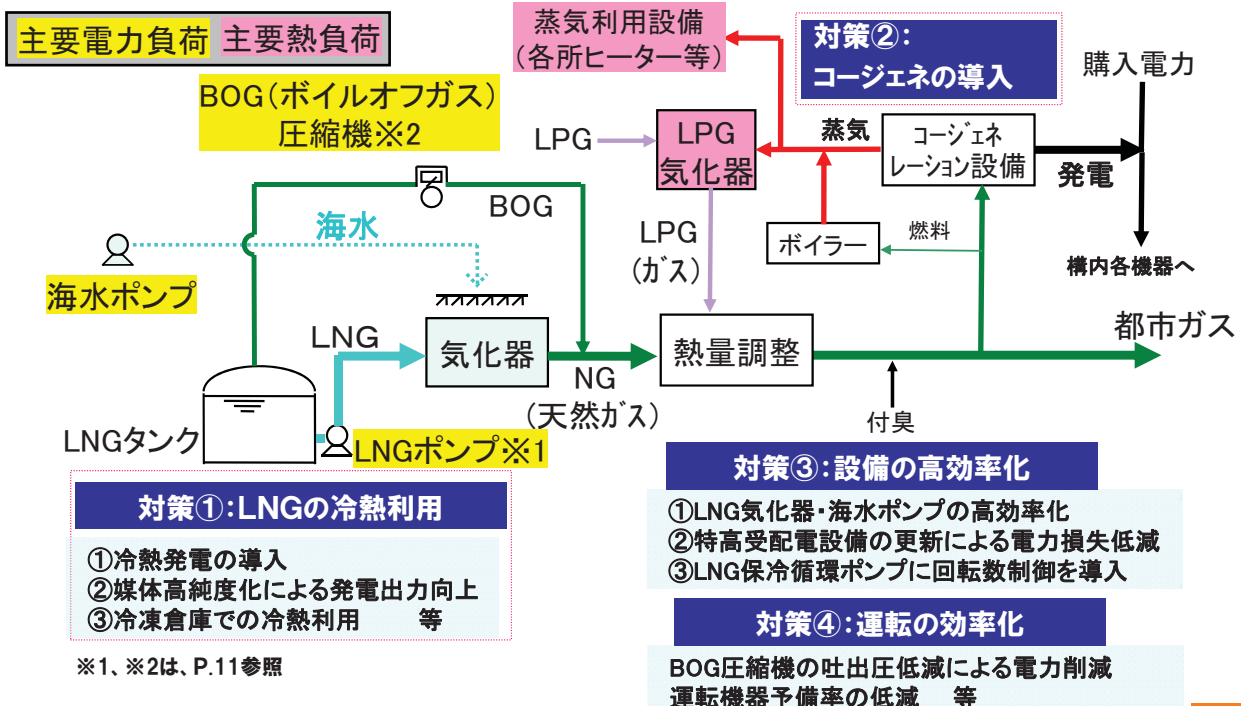 主要電力負荷 主要熱負荷
蒸気利用設備
(各所ヒーター等)
対策②:
コージェネの導入
購入電力
BOG(ボイルオフガス)
圧縮機※2
LPG
LPG
気化器
蒸気
コージェネ
レーション設備
発電
BOG
海水
LPG
(ガス)
ボイラー
燃料
構内各機器へ
海水ポンプ
LNG
気化器
NG
(天然ガス)
熱量調整
都市ガス
付臭
LNGタンク
LNGポンプ※1
対策①:LNGの冷熱利用
①冷熱発電の導入
②媒体高純度化による発電出力向上
③冷凍倉庫での冷熱利用 等
※1、※2は、P.11参照
対策③:設備の高効率化
①LNG気化器・海水ポンプの高効率化
②特高受配電設備の更新による電力損失低減
③LNG保冷循環ポンプに回転数制御を導入
対策④:運転の効率化
BOG圧縮機の吐出圧低減による電力削減
運転機器予備率の低減 等